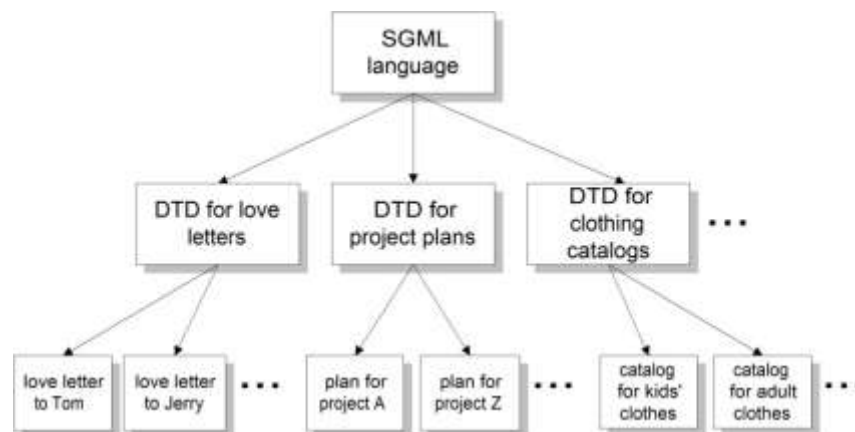 SGML
language
DTD for love
letters
DTD for
project plans
DTD for
clothing
catalogs
...
love letter
to Tom
love letter
to Jerry
...
plan for
project A
plan for
project Z
...
catalog
for kids'
clothes
catalog
for adult
clothes
...